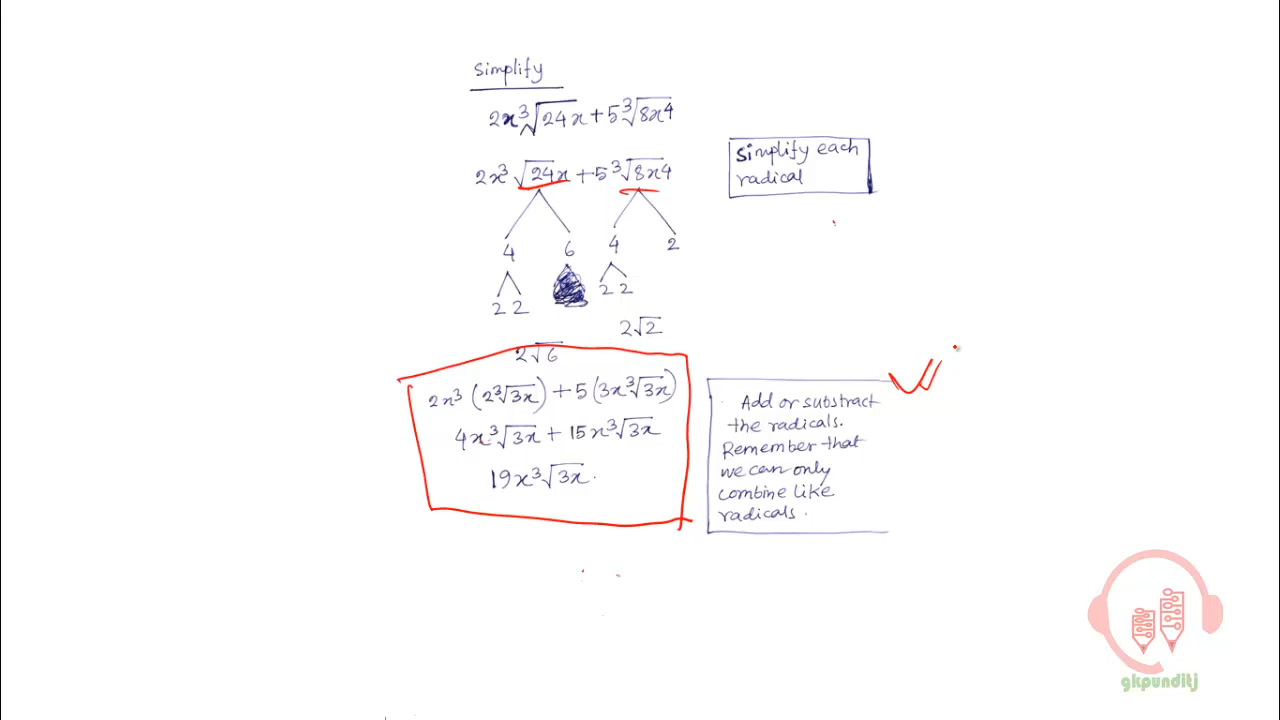 Simplify
2x³√24x + 5³√8x4
2x³ √24x + 5³√8x4
Simplify each
radical
4 6 4 2
2 2 2 2
2√2
2√6
2x³ (2³√3x) + 5 (3x³√3x)
4x³√3x + 15x³√3x
19x³√3x.
Add or substract
the radicals.
Remember that
we can only
combine like
radicals.
gkpunditj